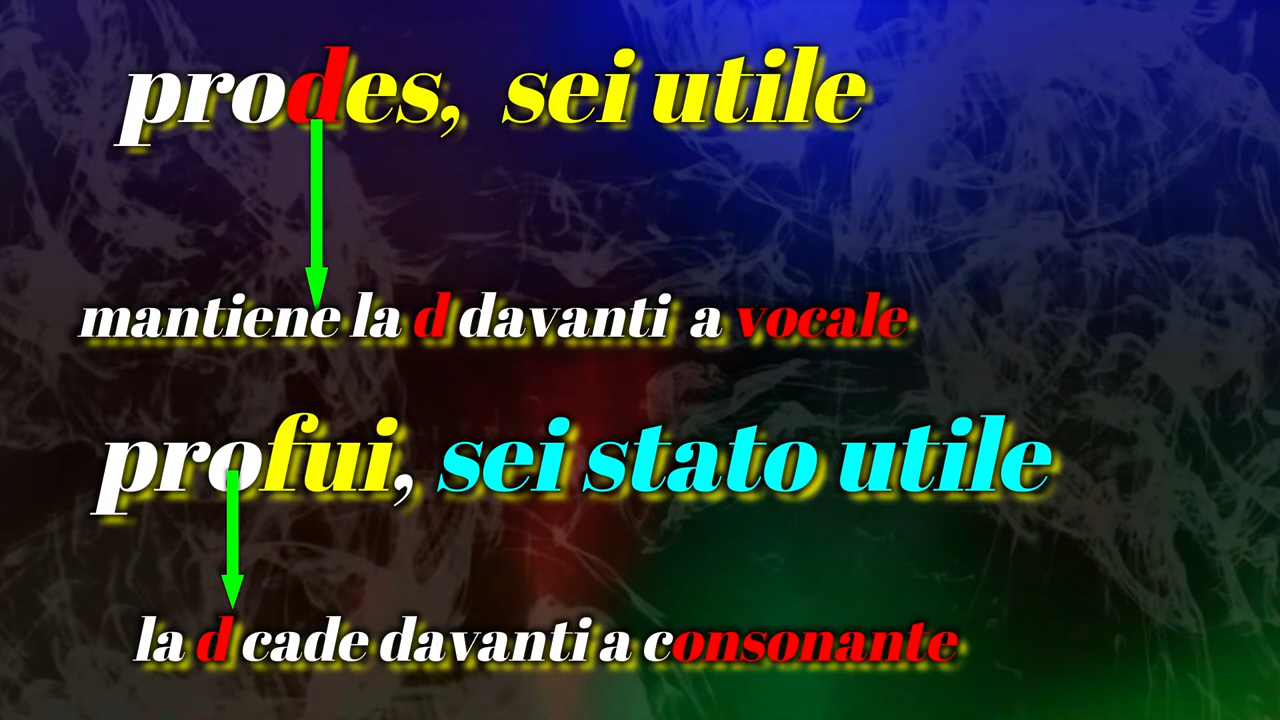 prodes, sei utile
mantiene la d davanti a vocale
profui, sei stato utile
la d cade davanti a consonante